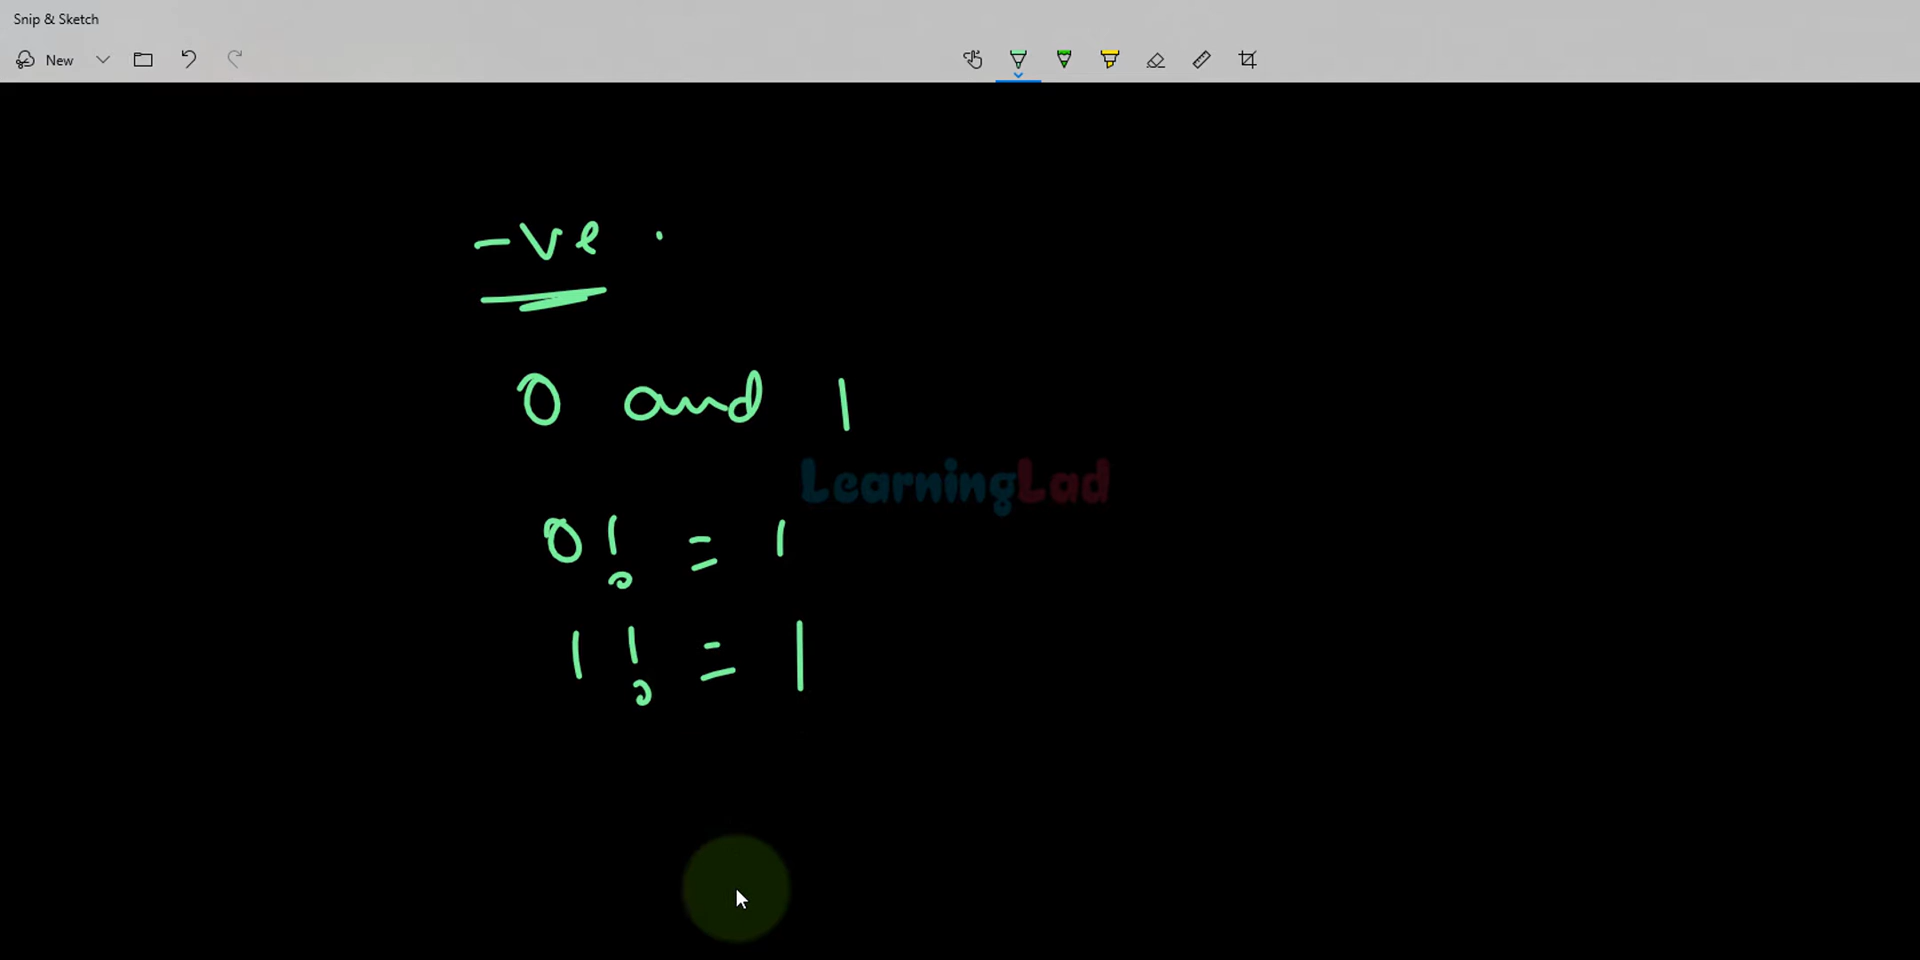 Snip & Sketch
New
-ve .
0 and 1
LearningLad
0! = 1
1! = 1